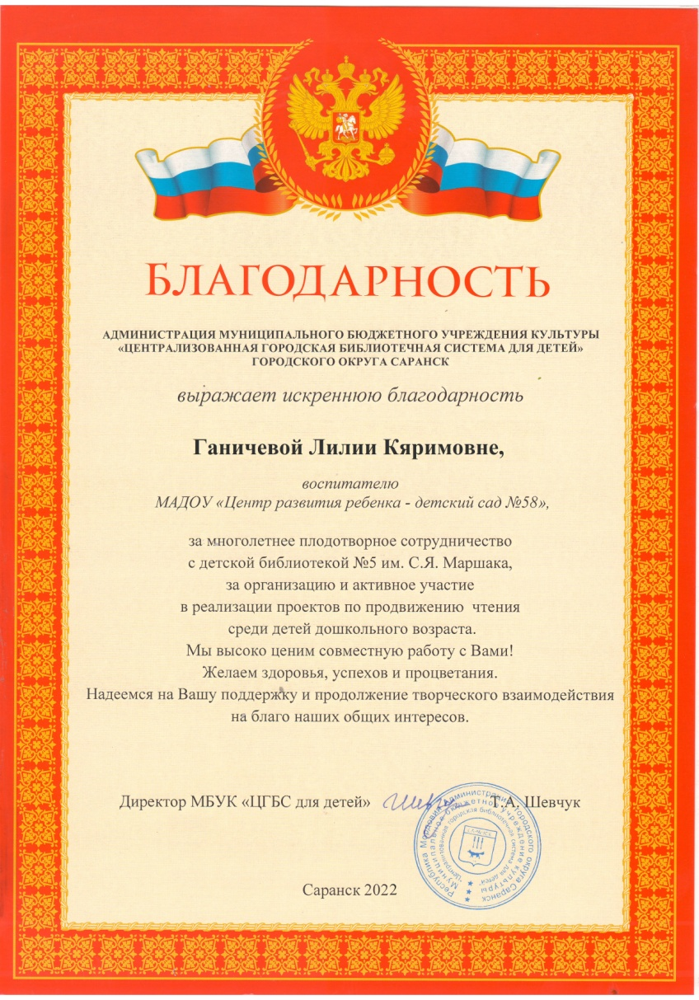 БЛАГОДАРНОСТЬ
АДМИНИСТРАЦИЯ МУНИЦИПАЛЬНОГО БЮДЖЕТНОГО УЧРЕЖДЕНИЯ КУЛЬТУРЫ
«ЦЕНТРАЛИЗОВАННАЯ ГОРОДСКАЯ БИБЛИОТЕЧНАЯ СИСТЕМА ДЛЯ ДЕТЕЙ»
ГОРОДСКОГО ОКРУГА САРАНСК
выражает искреннюю благодарность
Ганичевой Лилии Кяримовне,
воспитателю
МАДОУ «Центр развития ребенка - детский сад №58»,
за многолетнее плодотворное сотрудничество
с детской библиотекой №5 им. С.Я. Маршака,
за организацию и активное участие
в реализации проектов по продвижению чтения
среди детей дошкольного возраста.
Мы высоко ценим совместную работу с Вами!
Желаем здоровья, успехов и процветания.
Надеемся на Вашу поддержку и продолжение творческого взаимодействия
на благо наших общих интересов.
Директор МБУК «ЦГБС для детей» Т.А. Шевчук
Республика Мордовия Администрация городского округа Саранск
Муниципальное бюджетное учреждение культуры
"Централизованная городская библиотечная система для детей"
Саранск 2022